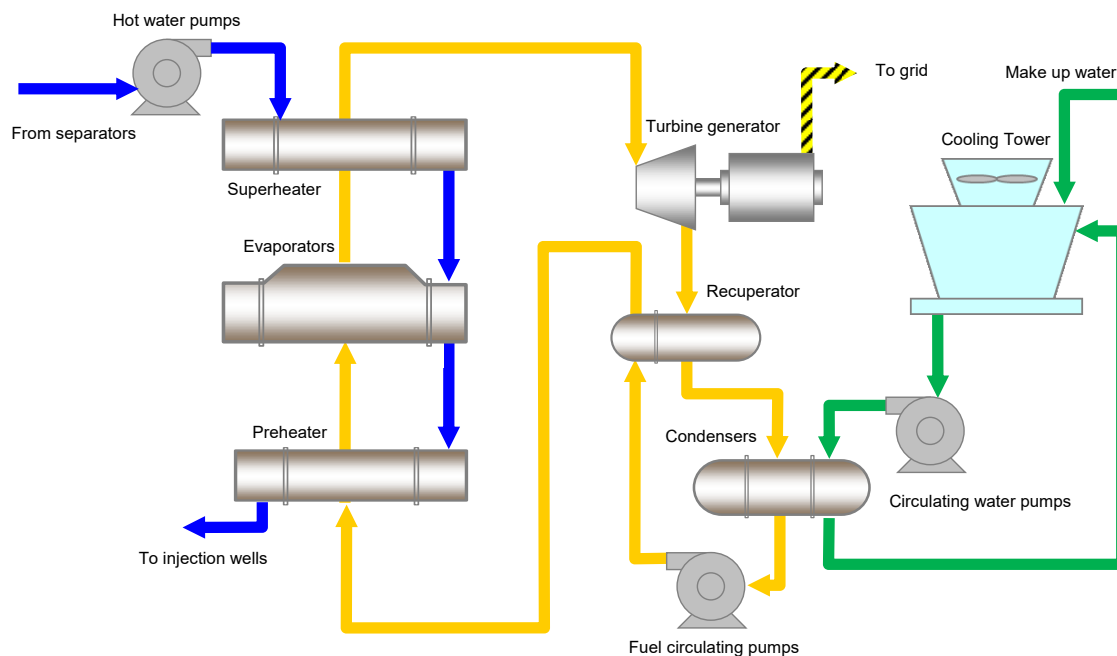 Hot water pumps
To grid
Make up water
From separators
Turbine generator
Cooling Tower
Superheater
Evaporators
Recuperator
Preheater
Condensers
Circulating water pumps
To injection wells
Fuel circulating pumps